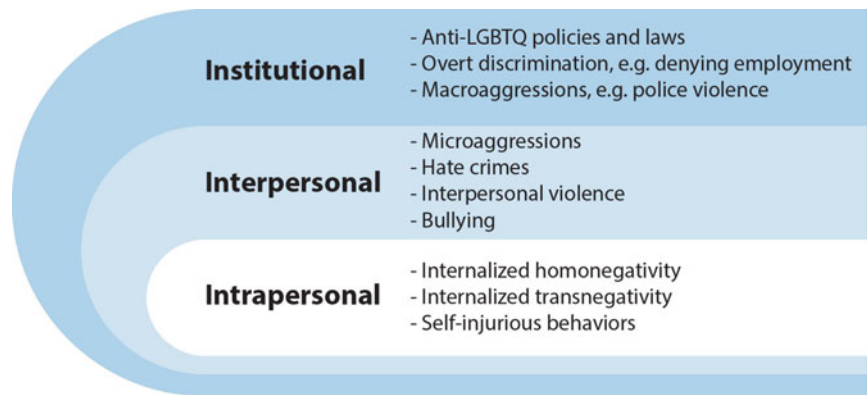 Institutional
- Anti-LGBTQ policies and laws
- Overt discrimination, e.g. denying employment
- Macroaggressions, e.g. police violence
Interpersonal
- Microaggressions
- Hate crimes
- Interpersonal violence
- Bullying
Intrapersonal
- Internalized homonegativity
- Internalized transnegativity
- Self-injurious behaviors